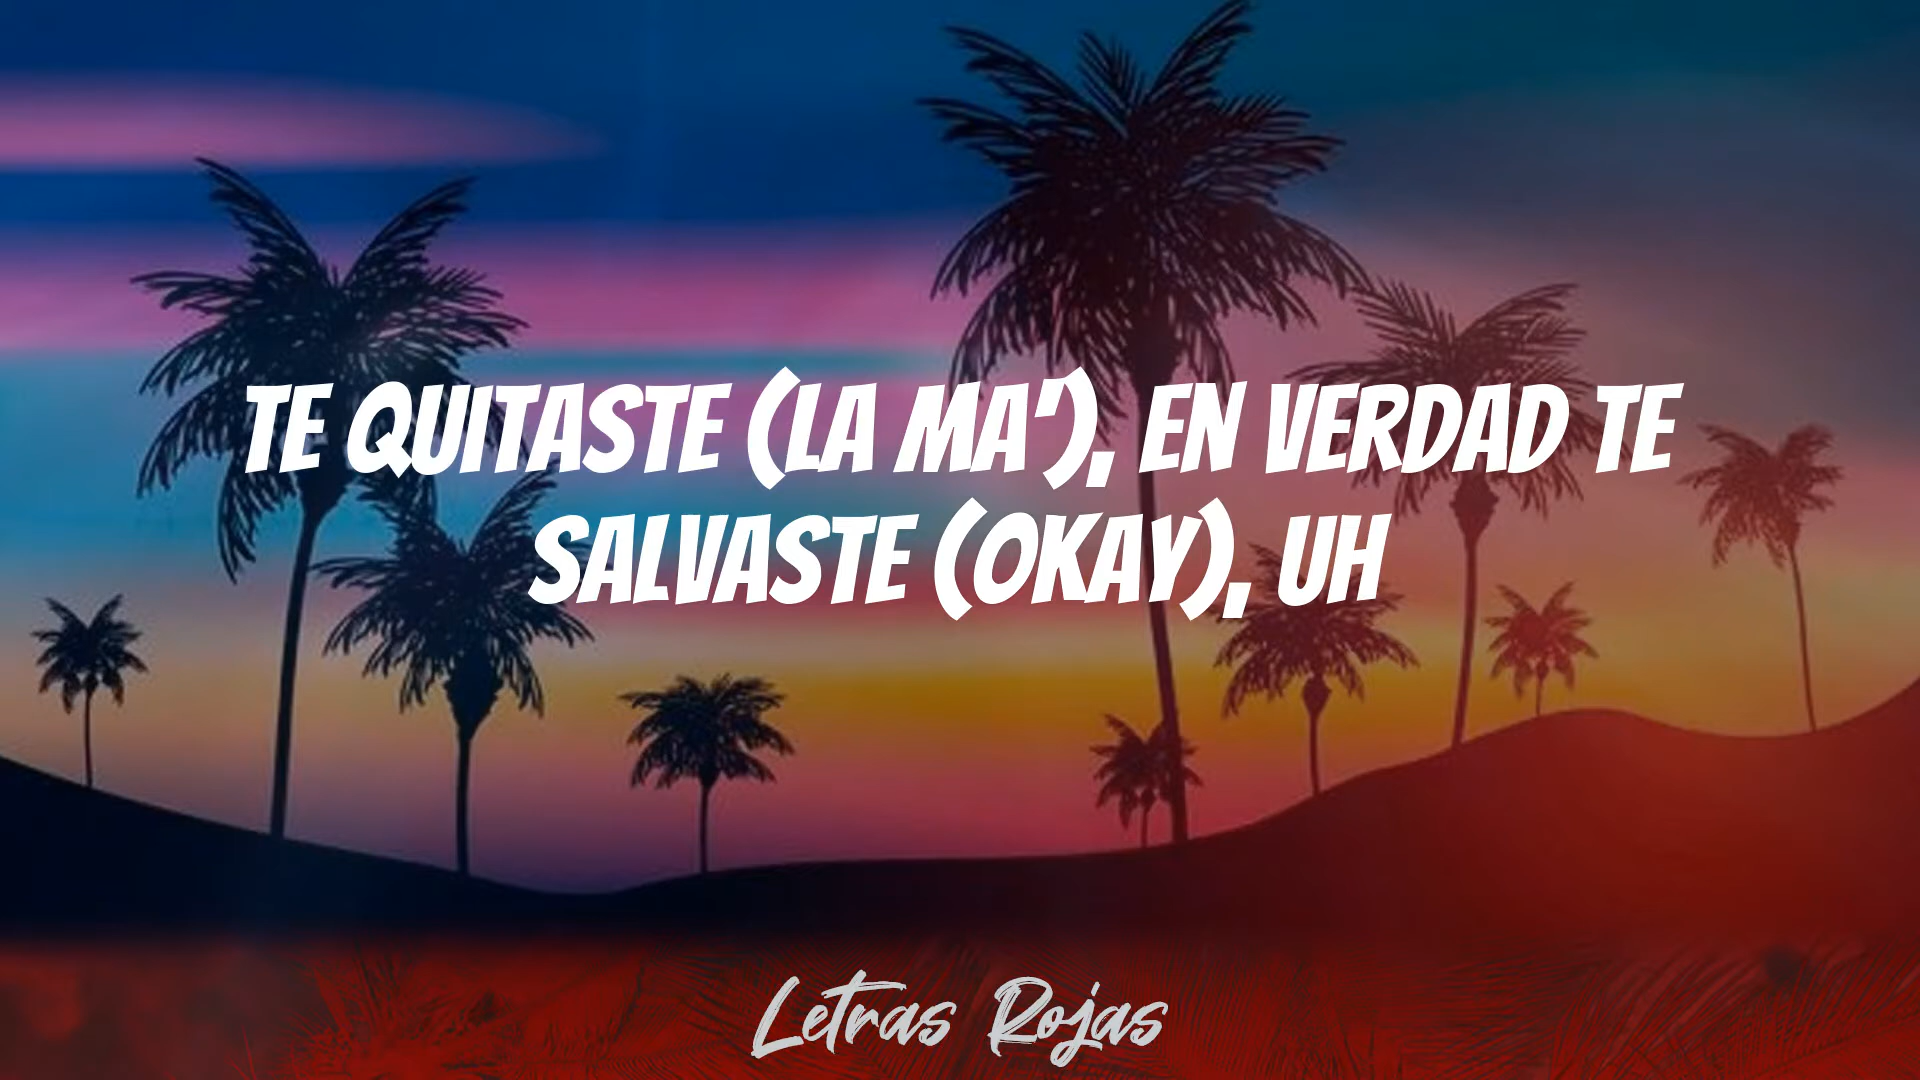 TE QUITASTE (LA MA'), EN VERDAD TE
SALVASTE (OKAY), UH
Letras Rojas